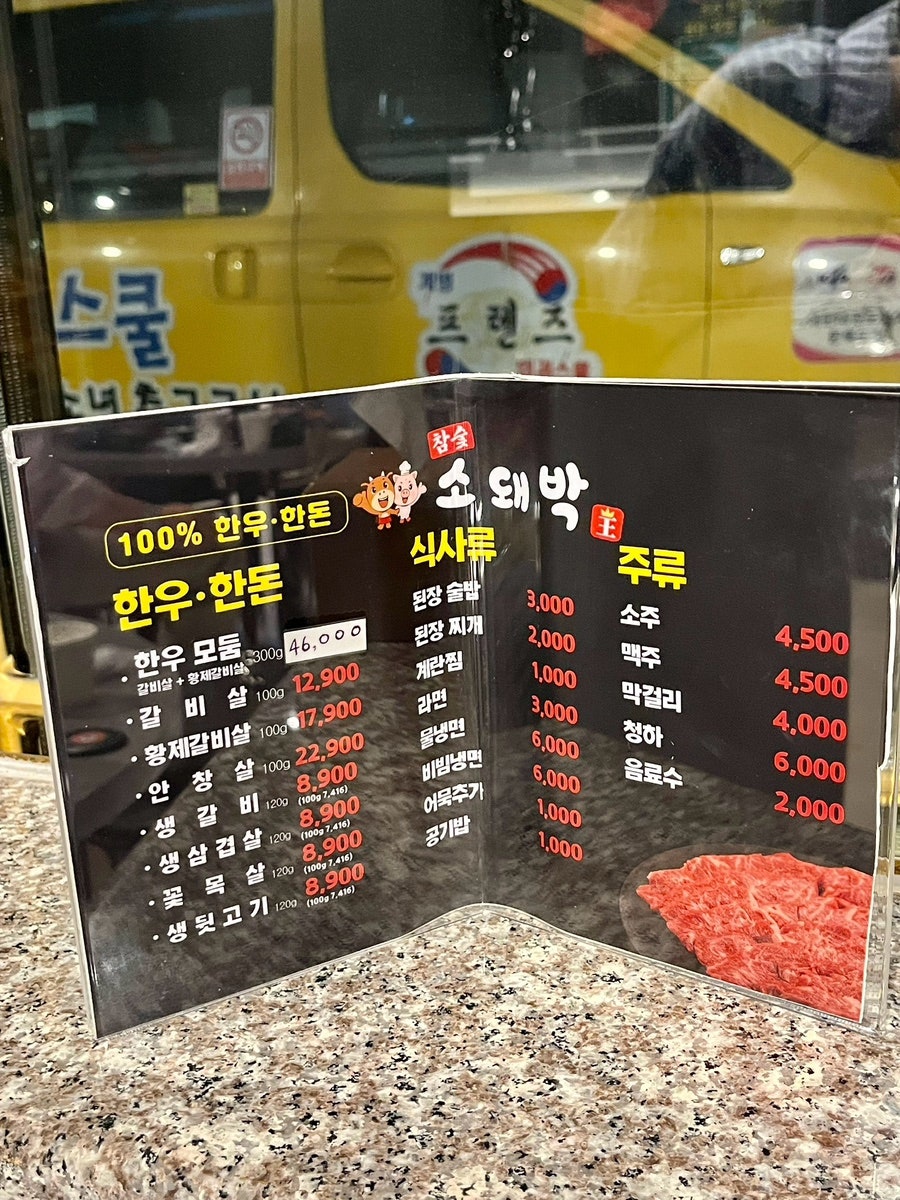 스쿨
프렌즈
참숯
소돼박
王
100% 한우·한돈
한우·한돈
· 한우 모둠 300g 46,000
갈비살 + 황제갈비살
· 갈비살 100g 12,900
· 황제갈비살 100g 17,900
· 안창살 100g 22,900
· 생갈비 120g 8,900
(100g 7,416)
· 생삼겹살 120g 8,900
(100g 7,416)
· 꽃목살 120g 8,900
(100g 7,416)
· 생뒷고기 120g 8,900
(100g 7,416)
식사류
된장 술밥 3,000
된장 찌개 2,000
계란찜 1,000
라면 3,000
물냉면 6,000
비빔냉면 6,000
어묵추가 1,000
공기밥 1,000
주류
소주 4,500
맥주 4,500
막걸리 4,000
청하 6,000
음료수 2,000